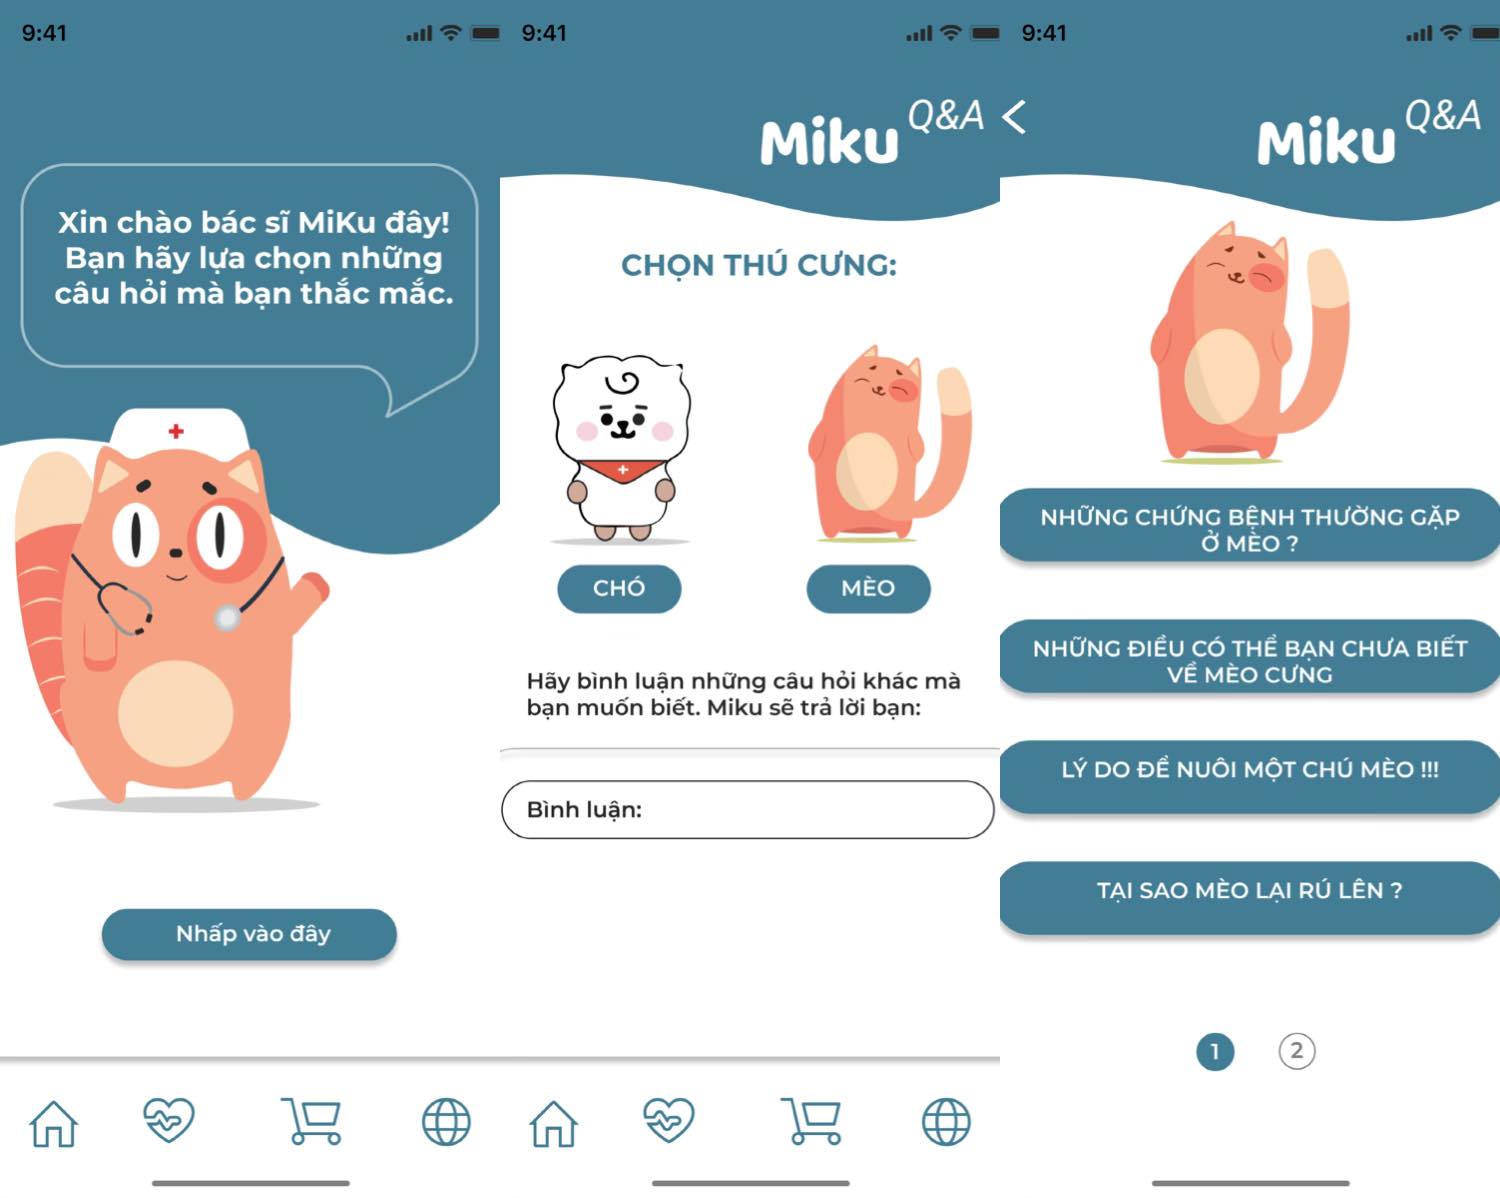 9:41
Xin chào bác sĩ MiKu đây!
Bạn hãy lựa chọn những
câu hỏi mà bạn thắc mắc.
Nhấp vào đây
9:41
Miku Q&A
CHỌN THÚ CƯNG:
CHÓ
MÈO
Hãy bình luận những câu hỏi khác mà
bạn muốn biết. Miku sẽ trả lời bạn:
Bình luận:
9:41
Miku Q&A
NHỮNG CHỨNG BỆNH THƯỜNG GẶP
Ở MÈO ?
NHỮNG ĐIỀU CÓ THỂ BẠN CHƯA BIẾT
VỀ MÈO CƯNG
LÝ DO ĐỂ NUÔI MỘT CHÚ MÈO !!!
TẠI SAO MÈO LẠI RÚ LÊN ?
1
2